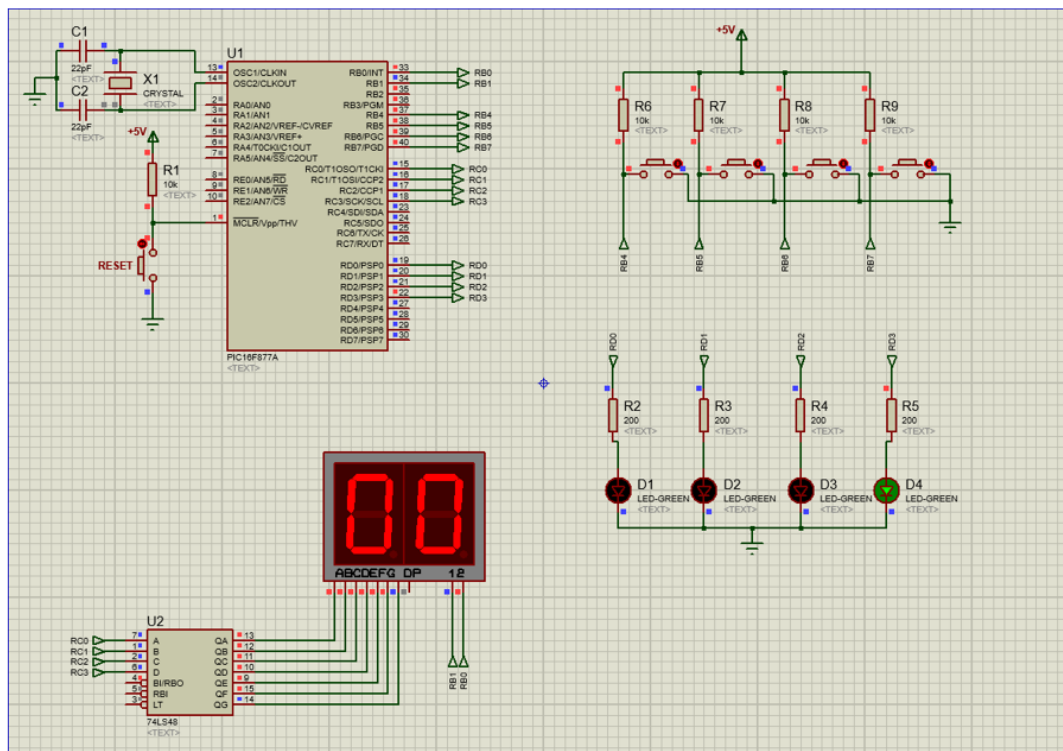 C1
22pF
<TEXT>
X1
CRYSTAL
<TEXT>
C2
22pF
<TEXT>
+5V
R1
10k
<TEXT>
RESET
U1
13 OSC1/CLKIN
14 OSC2/CLKOUT
2 RA0/AN0
3 RA1/AN1
4 RA2/AN2/VREF-/CVREF
5 RA3/AN3/VREF+
6 RA4/T0CKI/C1OUT
7 RA5/AN4/SS/C2OUT
8 RE0/AN5/RD
9 RE1/AN6/WR
10 RE2/AN7/CS
1 MCLR/Vpp/THV
RB0/INT 33 RB0
RB1 34 RB1
RB2 35
RB3/PGM 36
RB4 37 RB4
RB5 38 RB5
RB6/PGC 39 RB6
RB7/PGD 40 RB7
RC0/T1OSO/T1CKI 15 RC0
RC1/T1OSI/CCP2 16 RC1
RC2/CCP1 17 RC2
RC3/SCK/SCL 18 RC3
RC4/SDI/SDA 23
RC5/SDO 24
RC6/TX/CK 25
RC7/RX/DT 26
RD0/PSP0 19 RD0
RD1/PSP1 20 RD1
RD2/PSP2 21 RD2
RD3/PSP3 22 RD3
RD4/PSP4 27
RD5/PSP5 28
RD6/PSP6 29
RD7/PSP7 30
PIC16F877A
<TEXT>
+5V
R6
10k
<TEXT>
R7
10k
<TEXT>
R8
10k
<TEXT>
R9
10k
<TEXT>
RB4
RB5
RB6
RB7
RD0
RD1
RD2
RD3
R2
200
<TEXT>
R3
200
<TEXT>
R4
200
<TEXT>
R5
200
<TEXT>
D1
LED-GREEN
<TEXT>
D2
LED-GREEN
<TEXT>
D3
LED-GREEN
<TEXT>
D4
LED-GREEN
<TEXT>
00
ABCDEFG DP 12
RB1
RB0
U2
RC0 7 A QA 13
RC1 1 B QB 12
RC2 2 C QC 11
RC3 6 D QD 10
4 BI/RBO QE 9
5 RBI QF 15
3 LT QG 14
74LS48
<TEXT>